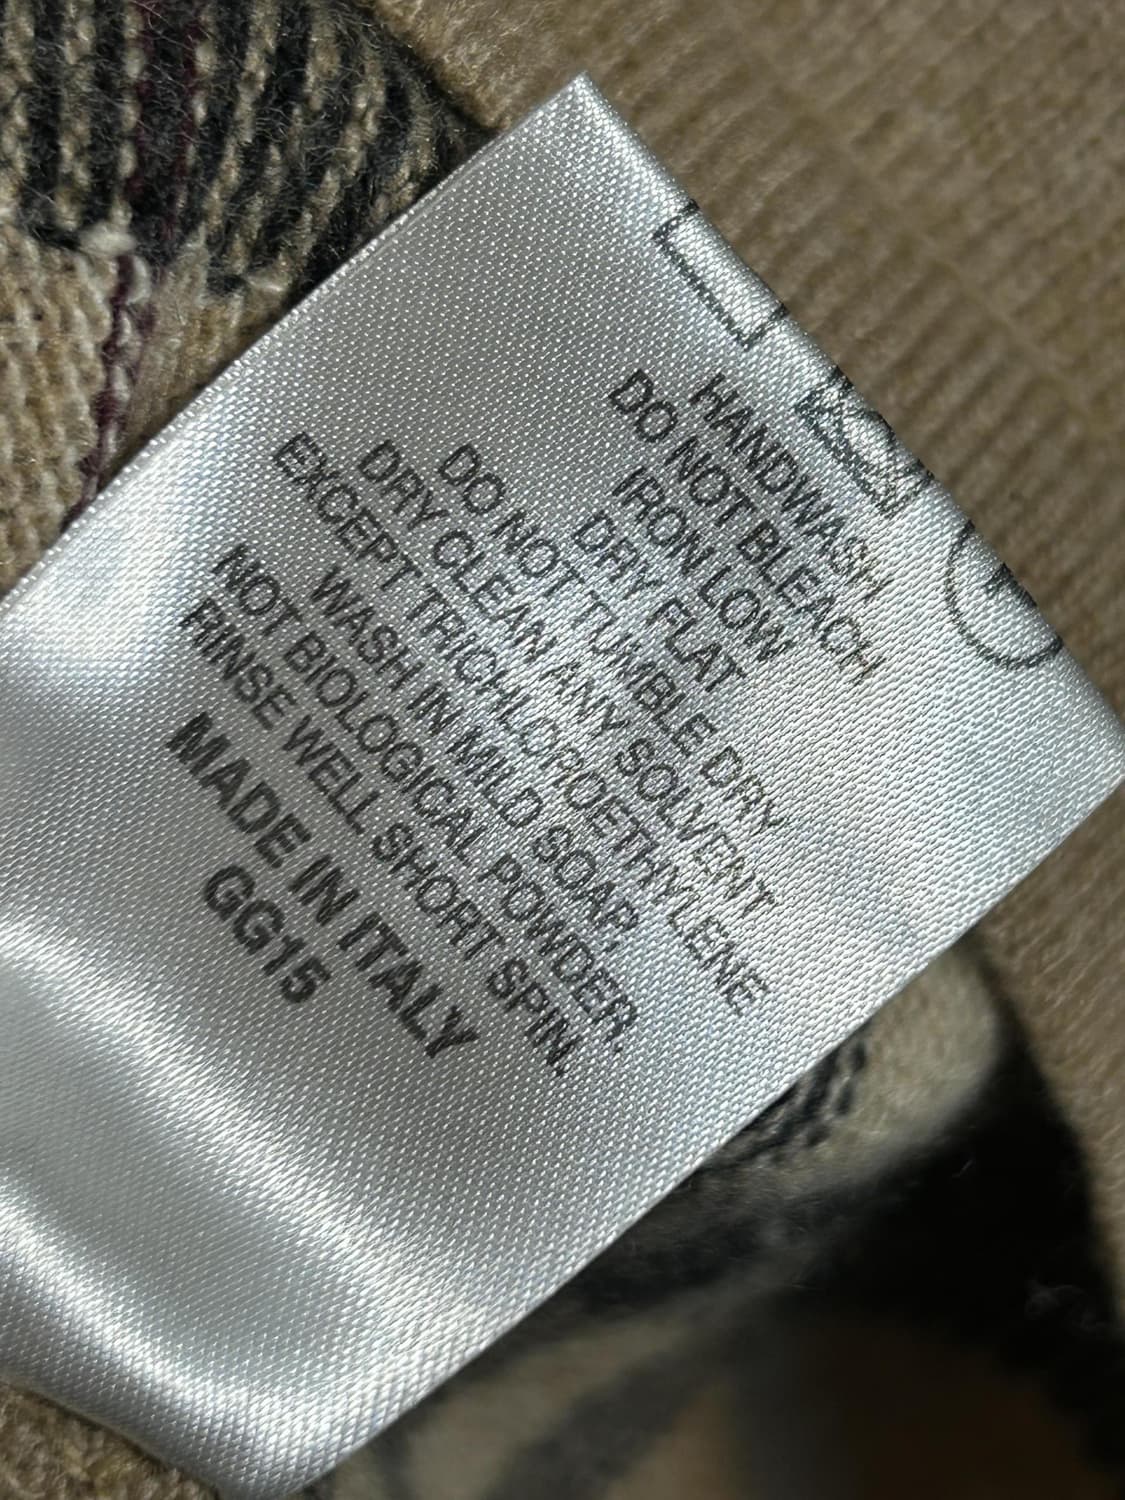 HANDWASH
DO NOT BLEACH
IRON LOW
DRY FLAT
DO NOT TUMBLE DRY
DRY CLEAN ANY SOLVENT
EXCEPT TRICHLOROETHYLENE
WASH IN MILD SOAP,
NOT BIOLOGICAL POWDER.
RINSE WELL SHORT SPIN.
MADE IN ITALY
GG15